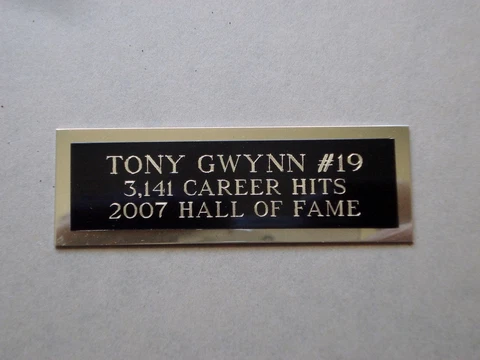 TONY GWYNN #19
3,141 CAREER HITS
2007 HALL OF FAME